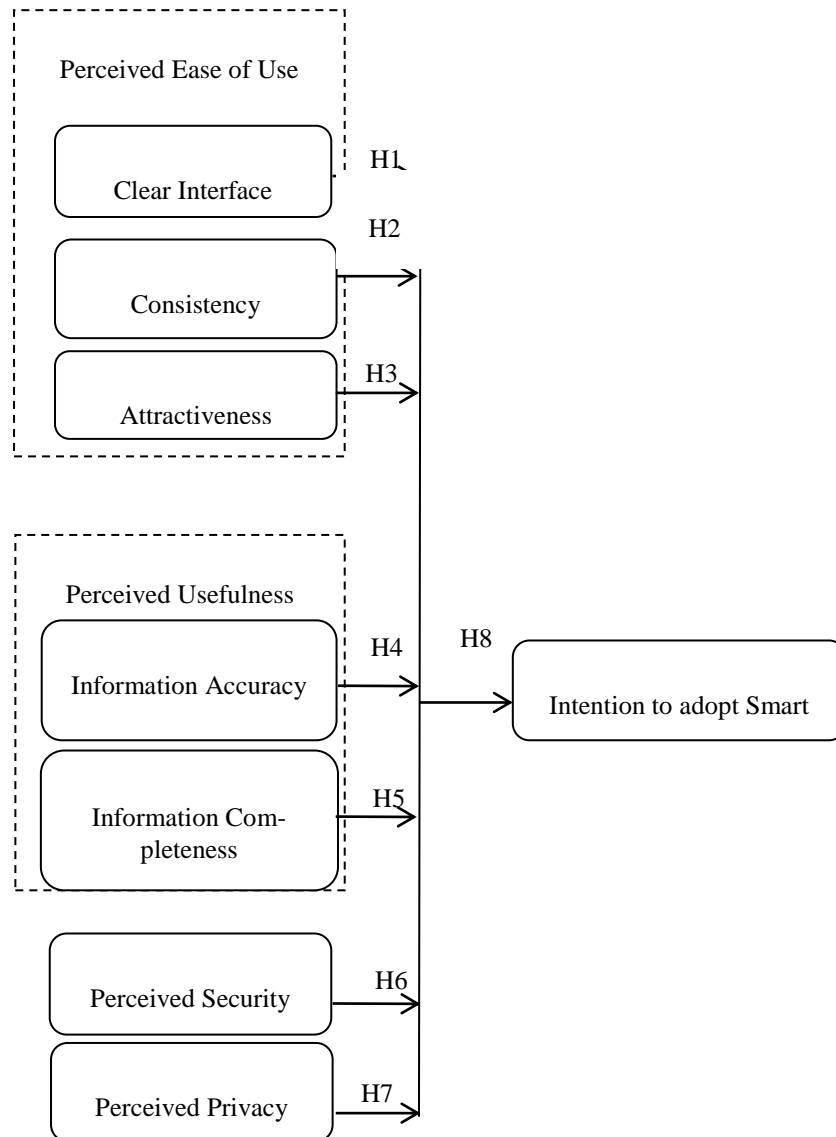 Perceived Ease of Use
H1
Clear Interface
H2
Consistency
H3
Attractiveness
Perceived Usefulness
H4
Information Accuracy
H8
Intention to adopt Smart
H5
Information Com-
pleteness
H6
Perceived Security
H7
Perceived Privacy